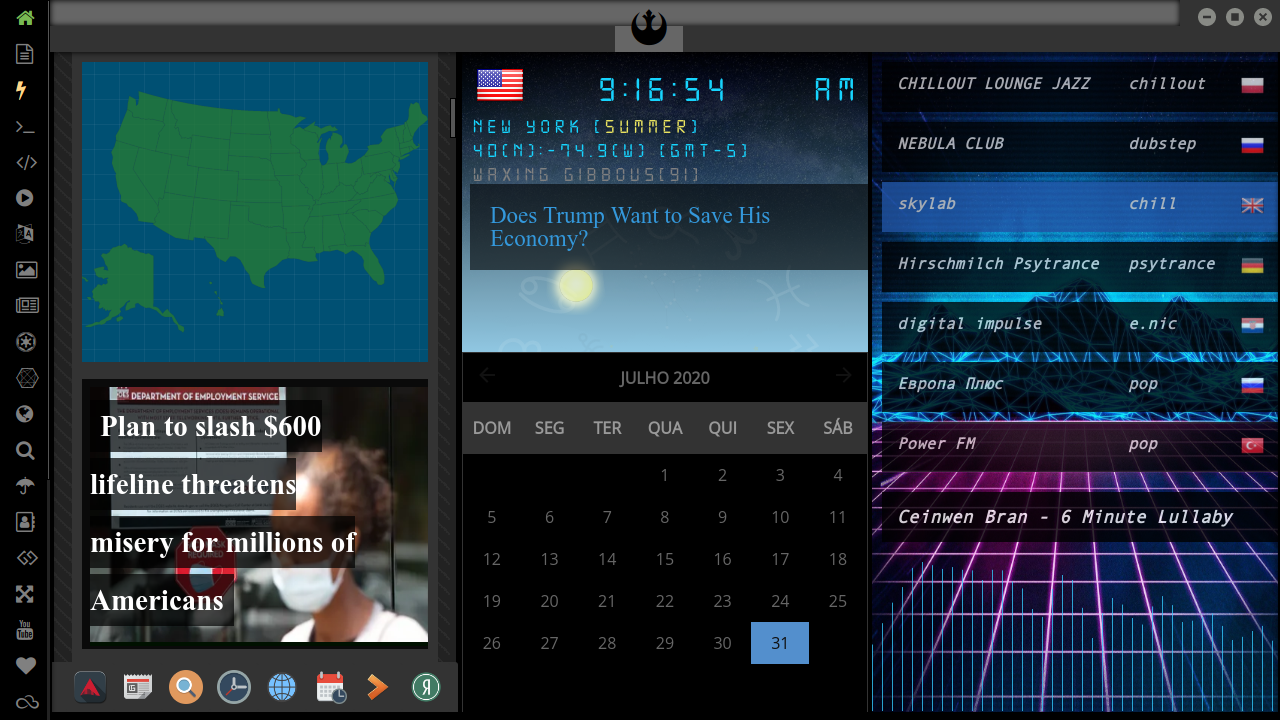 DEPARTMENT OF EMPLOYMENT SERVICES
Plan to slash $600
lifeline threatens
misery for millions of
Americans
9:16:54 AM
NEW YORK (SUMMER)
40(N):-74.9(W) (GMT-5)
WAXING GIBBOUS(91)
Does Trump Want to Save His
Economy?
JULHO 2020
DOM SEG TER QUA QUI SEX SÁB
1 2 3 4
5 6 7 8 9 10 11
12 13 14 15 16 17 18
19 20 21 22 23 24 25
26 27 28 29 30 31
CHILLOUT LOUNGE JAZZ chillout
NEBULA CLUB dubstep
skylab chill
Hirschmilch Psytrance psytrance
digital impulse e.nic
Европа Плюс pop
Power FM pop
Ceinwen Bran - 6 Minute Lullaby
You
Tube
Я